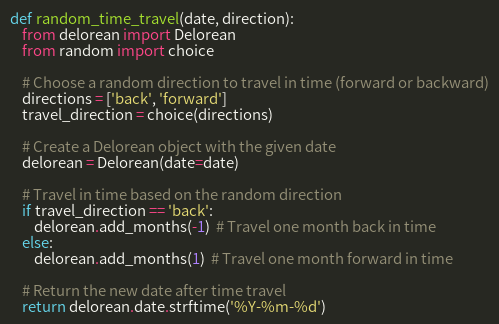 def random_time_travel(date, direction):
    from delorean import Delorean
    from random import choice

    # Choose a random direction to travel in time (forward or backward)
    directions = ['back', 'forward']
    travel_direction = choice(directions)

    # Create a Delorean object with the given date
    delorean = Delorean(date=date)

    # Travel in time based on the random direction
    if travel_direction == 'back':
        delorean.add_months(-1)  # Travel one month back in time
    else:
        delorean.add_months(1)  # Travel one month forward in time

    # Return the new date after time travel
    return delorean.date.strftime('%Y-%m-%d')